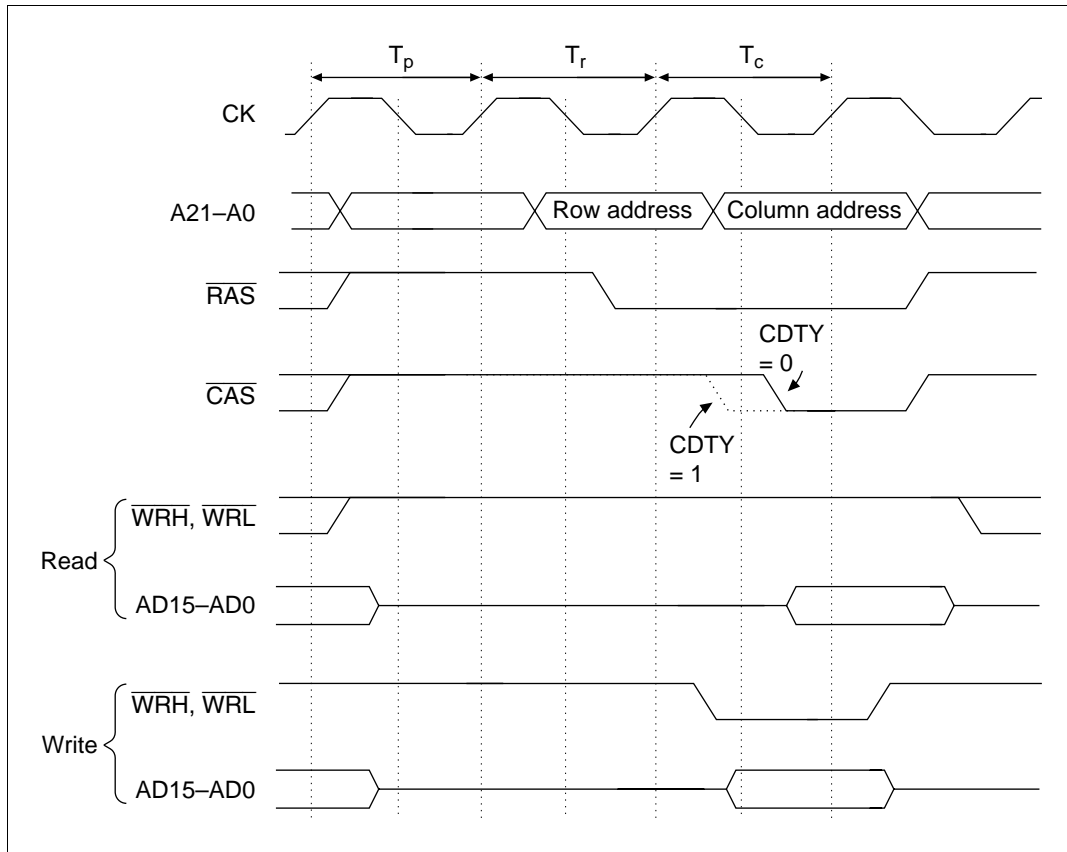 Tp Tr Tc
CK
A21–A0 Row address Column address
RAS
CDTY
= 0
CAS
CDTY
= 1
WRH, WRL
Read
AD15–AD0
WRH, WRL
Write
AD15–AD0